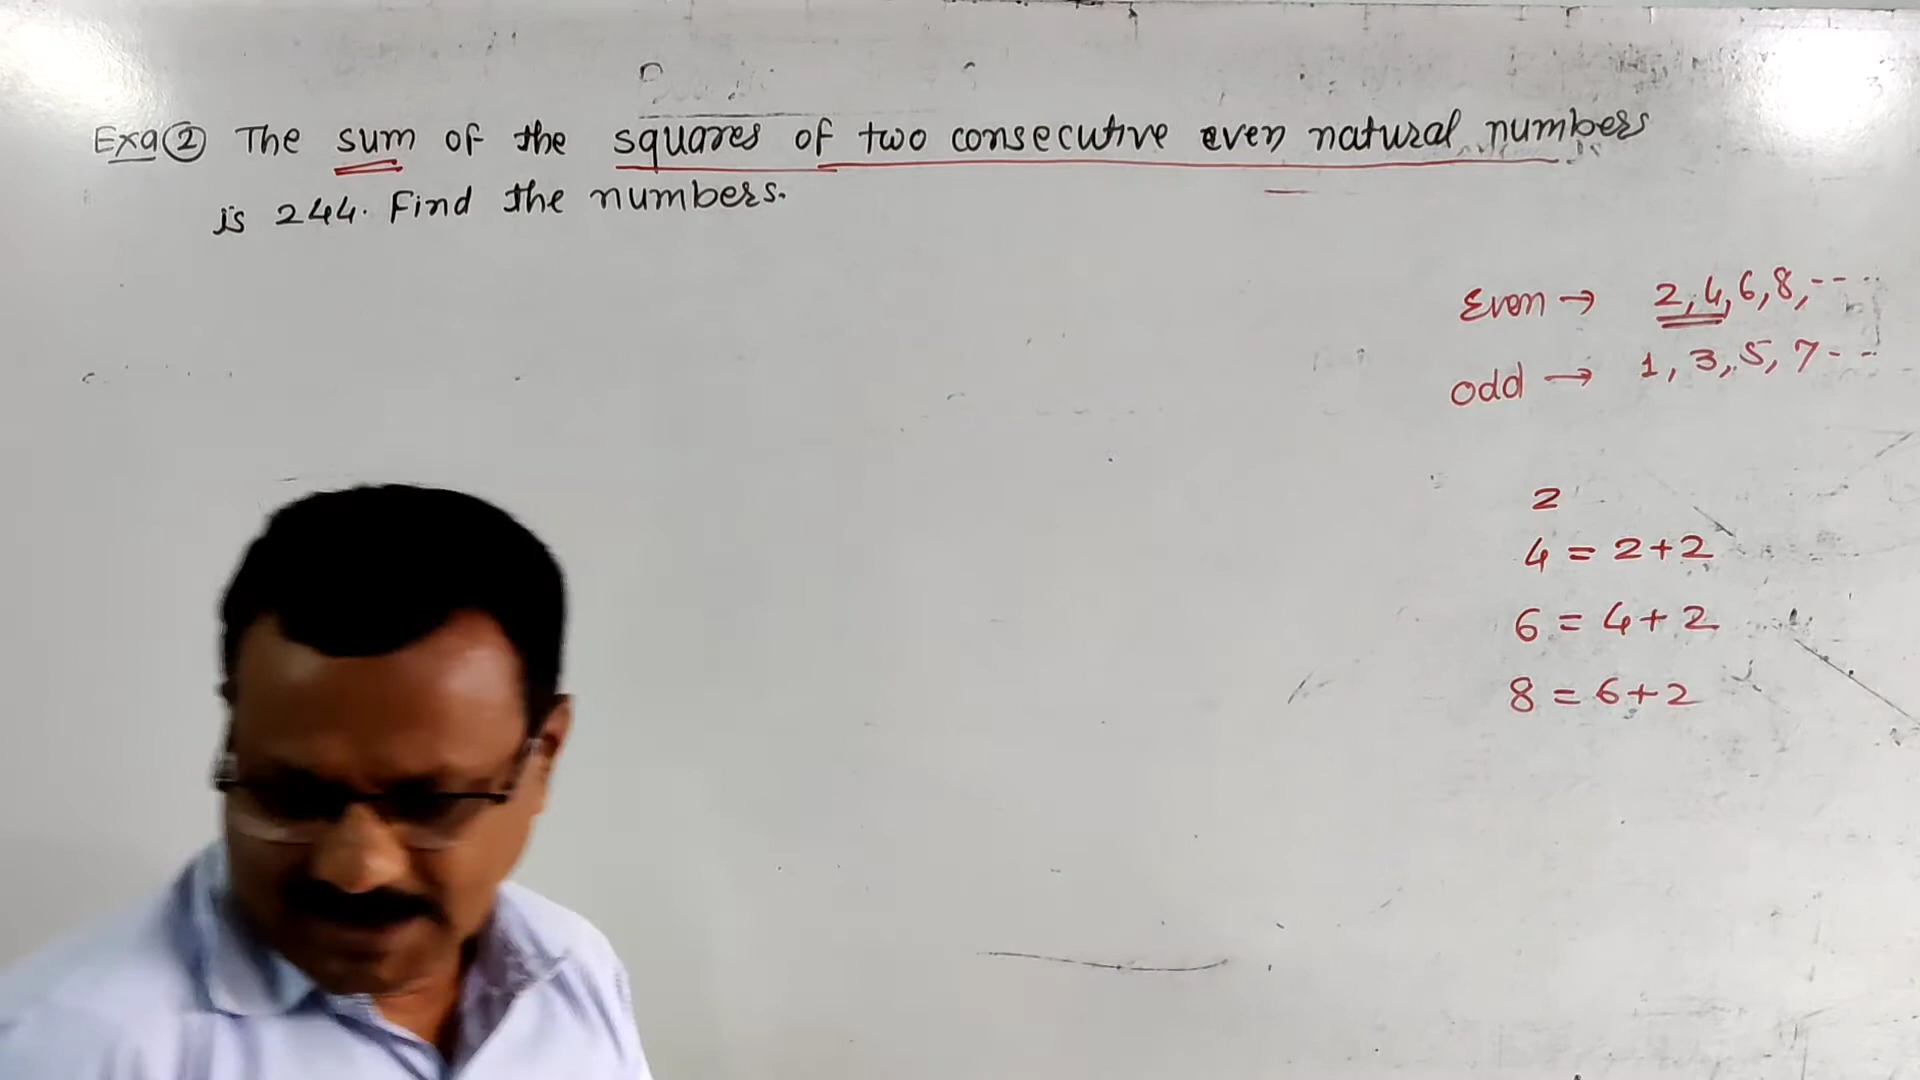 Exa② The sum of the squares of two consecutive even natural numbers
is 244. Find the numbers.
Even → 2,4,6,8,----
odd → 1, 3, 5, 7---
2
4 = 2+2
6 = 4+2
8 = 6+2